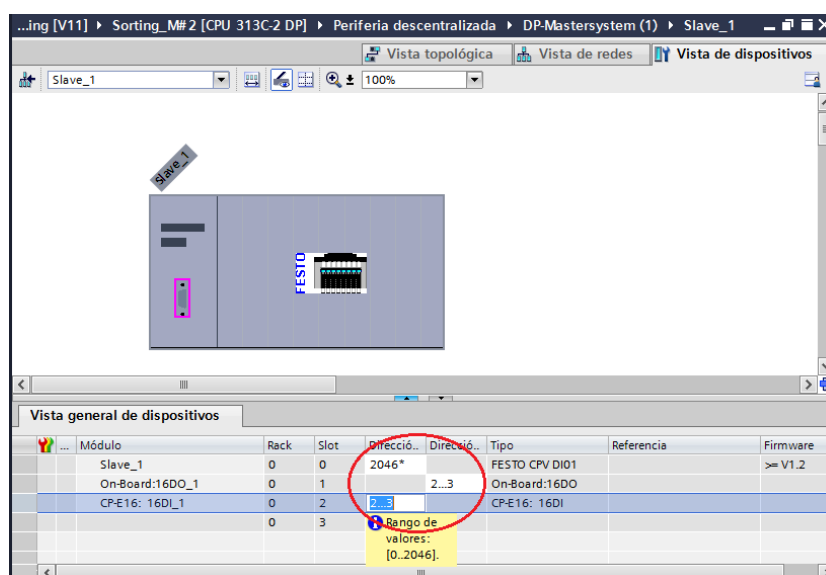 ...ing [V11] ‣ Sorting_M#2 [CPU 313C-2 DP] ‣ Periferia descentralizada ‣ DP-Mastersystem (1) ‣ Slave_1
Vista topológica Vista de redes Vista de dispositivos
Slave_1 100%
slave_1
FESTO
Vista general de dispositivos
... Módulo Rack Slot Direcció.. Direcció.. Tipo Referencia Firmware
Slave_1 0 0 2046* FESTO CPV DI01 >= V1.2
On-Board:16DO_1 0 1 2...3 On-Board:16DO
CP-E16: 16DI_1 0 2 2...3 CP-E16: 16DI
0 3 Rango de
valores:
[0..2046].